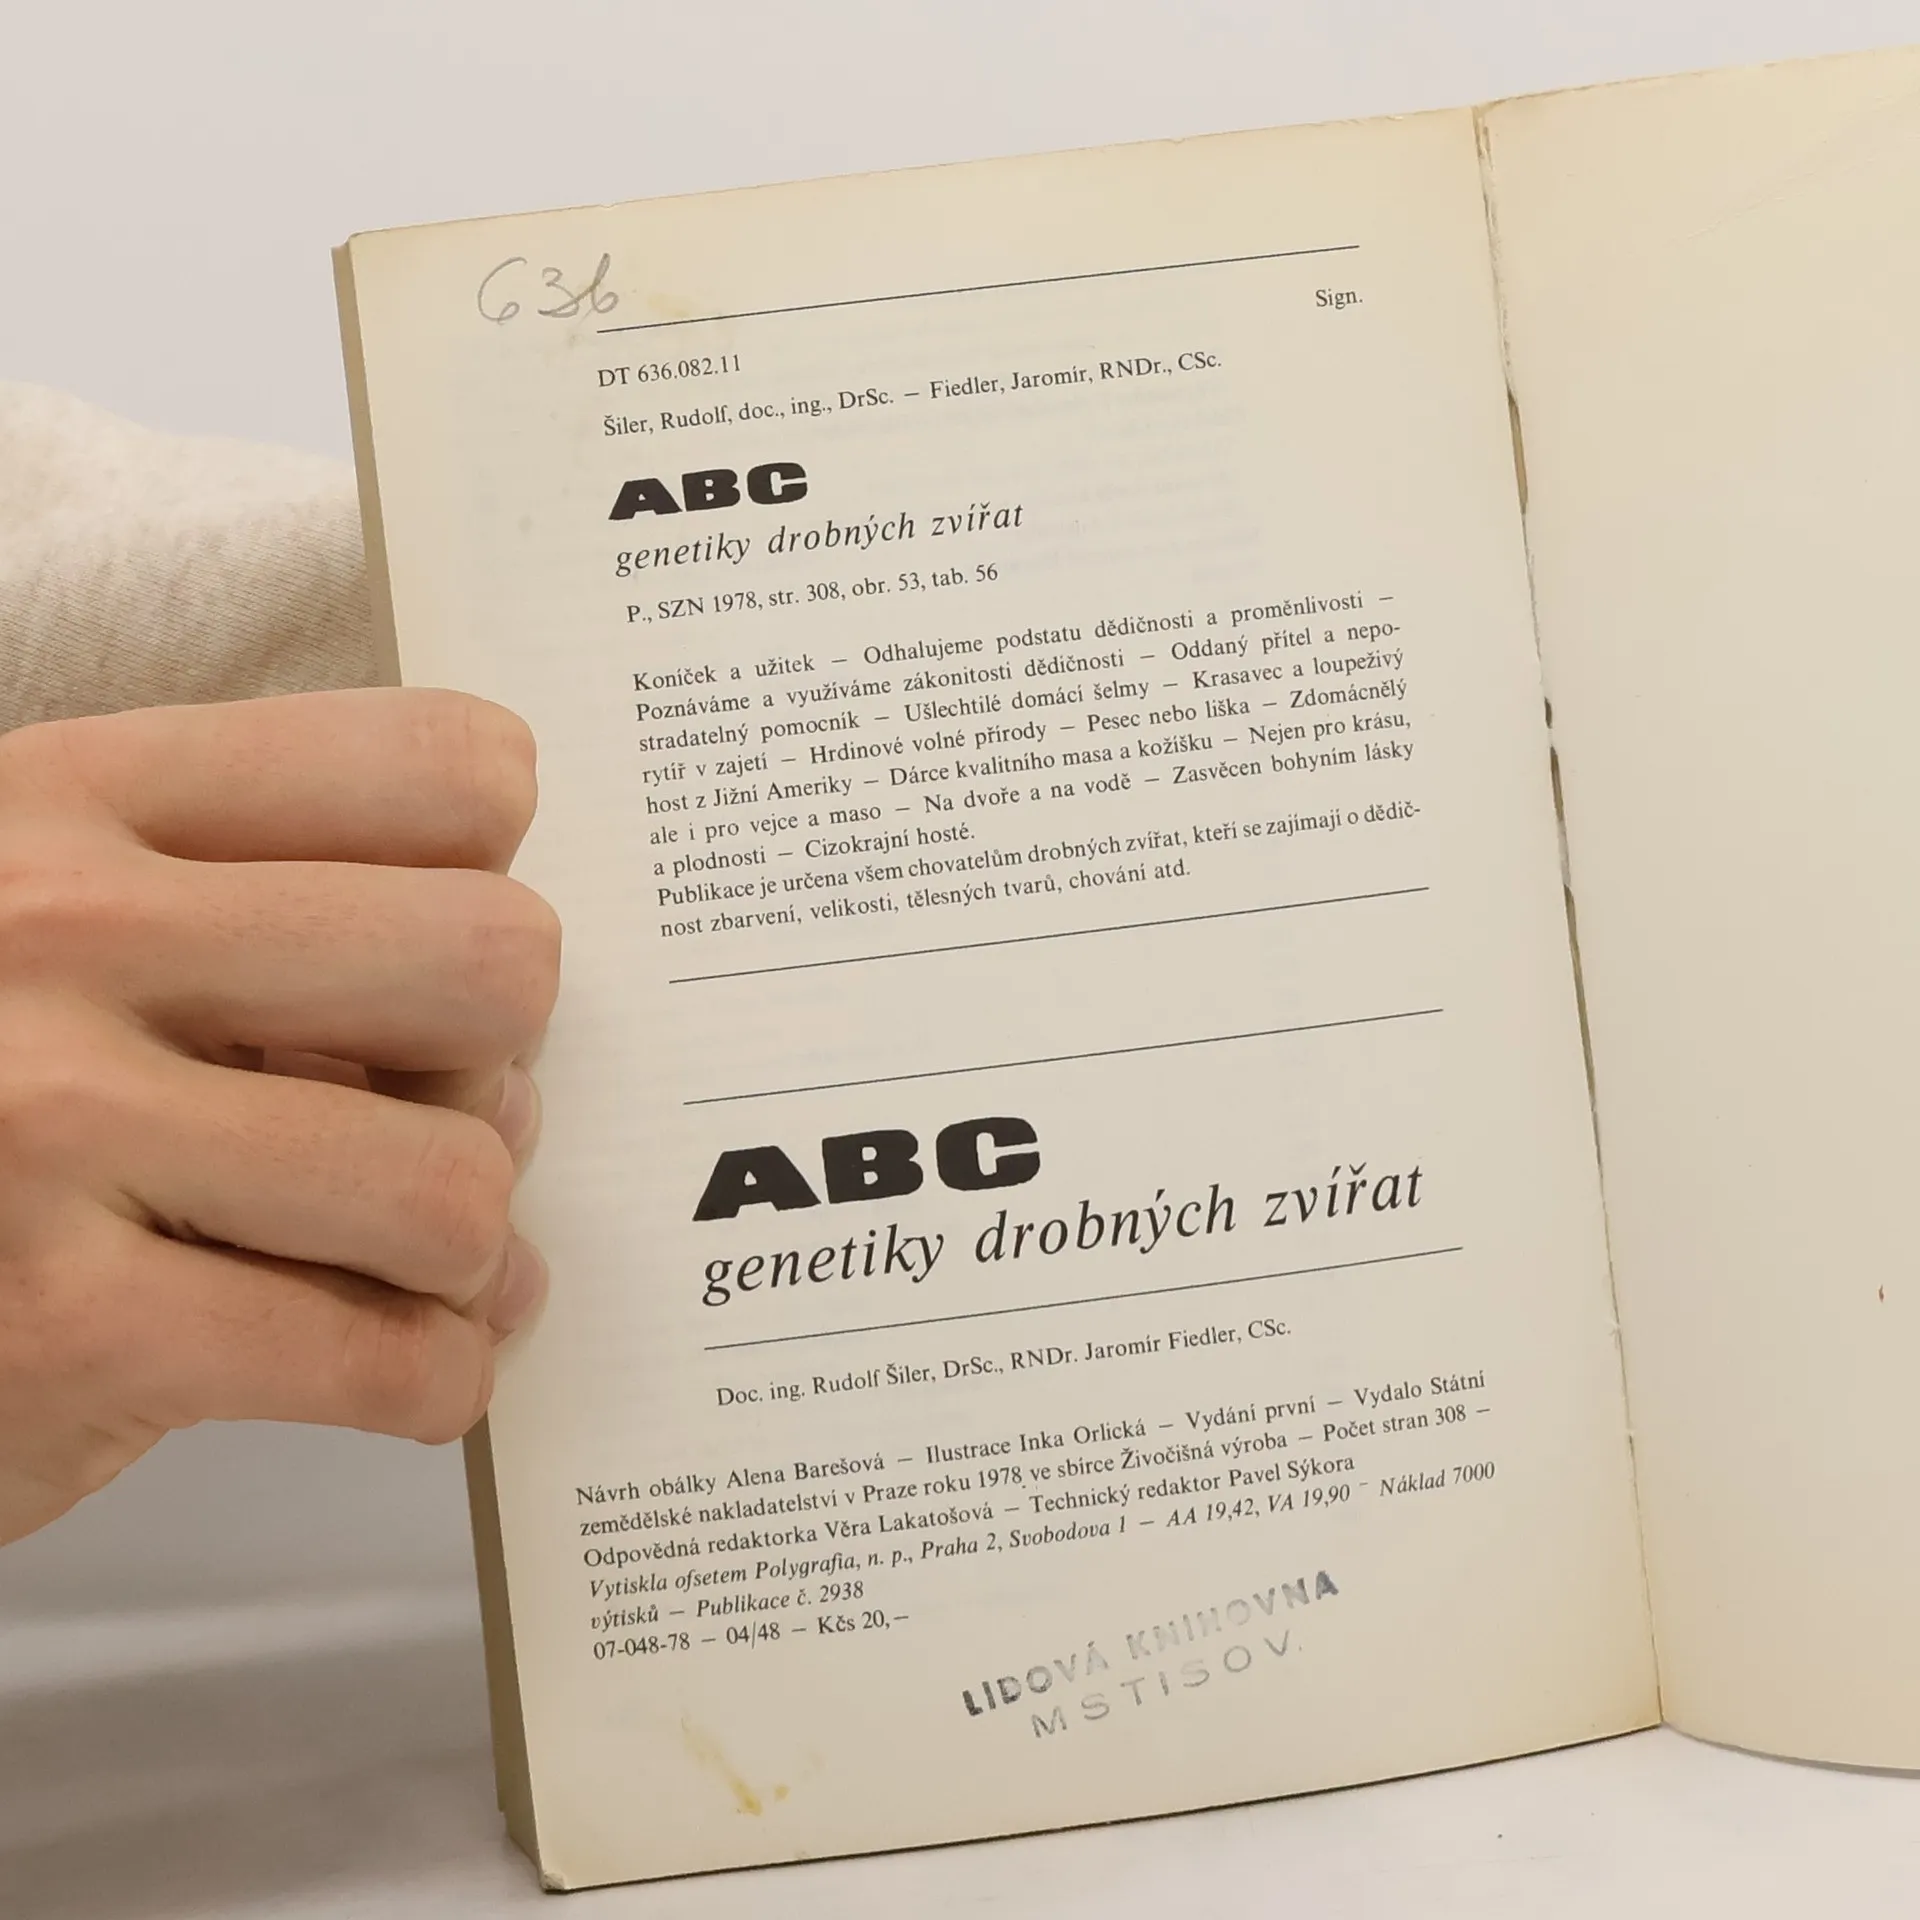 636
Sign.
DT 636.082.11
Šiler, Rudolf, doc., ing., DrSc. – Fiedler, Jaromír, RNDr., CSc.
ABC
genetiky drobných zvířat
P., SZN 1978, str. 308, obr. 53, tab. 56
Koníček a užitek – Odhalujeme podstatu dědičnosti a proměnlivosti –
Poznáváme a využíváme zákonitosti dědičnosti – Oddaný přítel a nepo-
stradatelný pomocník – Ušlechtilé domácí šelmy – Krasavec a loupeživý
rytíř v zajetí – Hrdinové volné přírody – Pesec nebo liška – Zdomácnělý
host z Jižní Ameriky – Dárce kvalitního masa a kožíšku – Nejen pro krásu,
ale i pro vejce a maso – Na dvoře a na vodě – Zasvěcen bohyním lásky
a plodnosti – Cizokrajní hosté.
Publikace je určena všem chovatelům drobných zvířat, kteří se zajímají o dědič-
nost zbarvení, velikosti, tělesných tvarů, chování atd.
ABC
genetiky drobných zvířat
Doc. ing. Rudolf Šiler, DrSc., RNDr. Jaromír Fiedler, CSc.
Návrh obálky Alena Barešová – Ilustrace Inka Orlická – Vydání první – Vydalo Státní
zemědělské nakladatelství v Praze roku 1978 ve sbírce Živočišná výroba – Počet stran 308 –
Odpovědná redaktorka Věra Lakatošová – Technický redaktor Pavel Sýkora
Vytiskla ofsetem Polygrafia, n. p., Praha 2, Svobodova 1 – AA 19,42, VA 19,90 – Náklad 7000
výtisků – Publikace č. 2938
07-048-78 – 04/48 – Kčs 20,–
LIDOVÁ KNIHOVNA
MSTISOV.